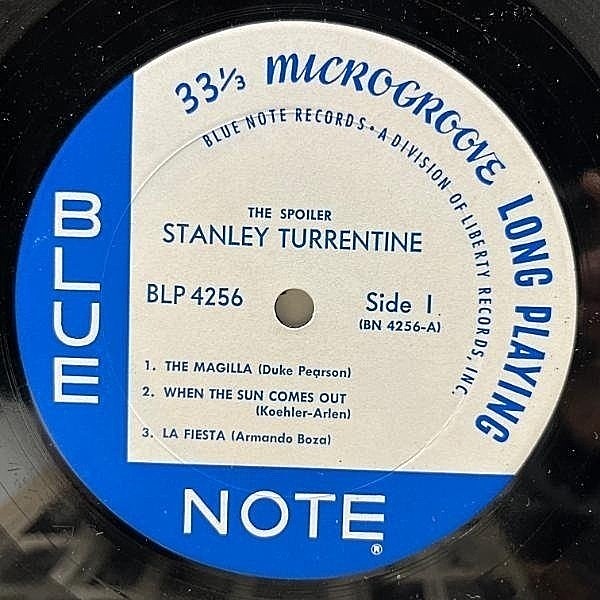 33⅓ MICROGROOVE LONG PLAYING
BLUE NOTE RECORDS • A DIVISION OF LIBERTY RECORDS, INC.
THE SPOILER
STANLEY TURRENTINE
BLP 4256
Side 1
(BN 4256-A)
1. THE MAGILLA (Duke Pearson)
2. WHEN THE SUN COMES OUT
(Koehler-Arlen)
3. LA FIESTA (Armando Boza)
BLUE
NOTE®